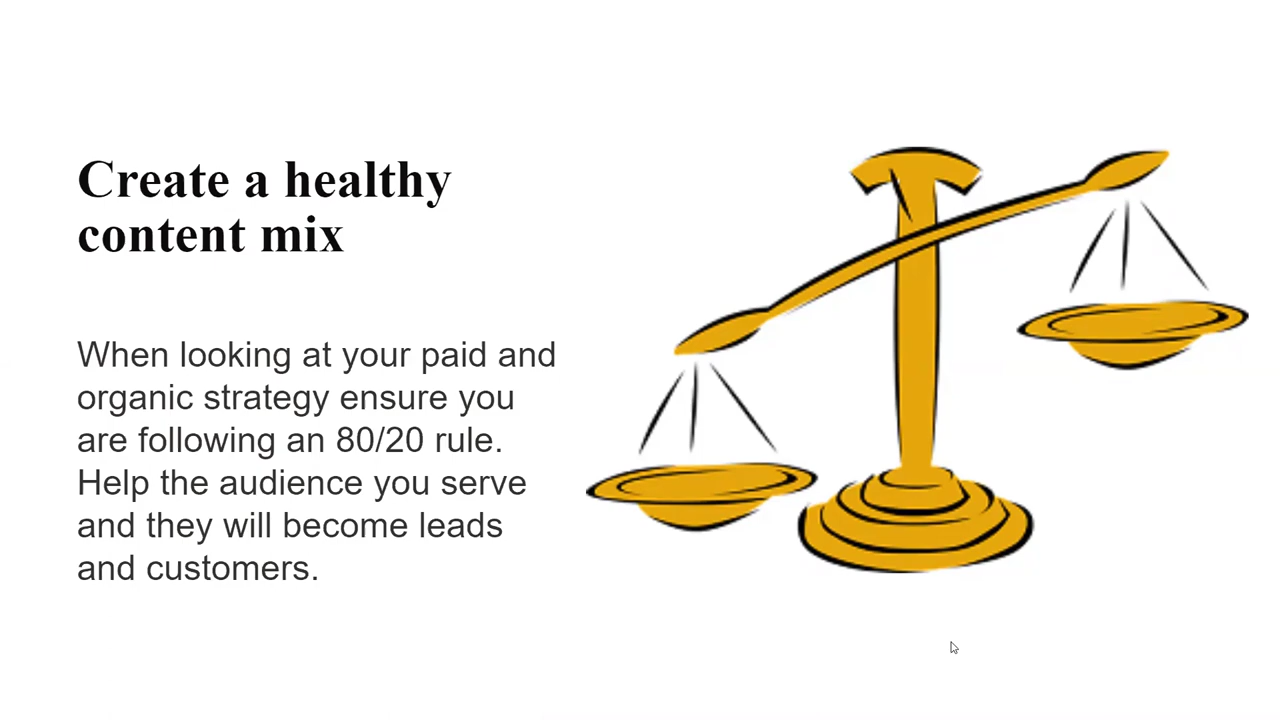 Create a healthy
content mix
When looking at your paid and
organic strategy ensure you
are following an 80/20 rule.
Help the audience you serve
and they will become leads
and customers.